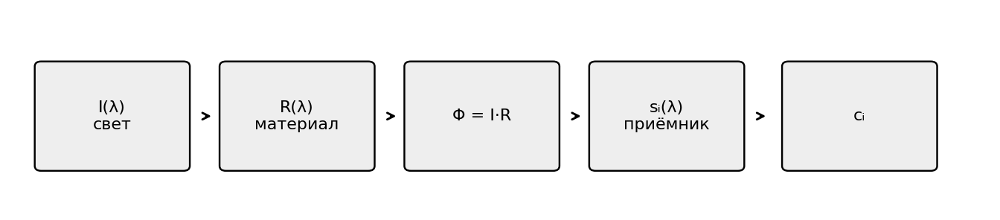 I(λ)
свет
R(λ)
материал
Φ = I·R
sᵢ(λ)
приёмник
cᵢ